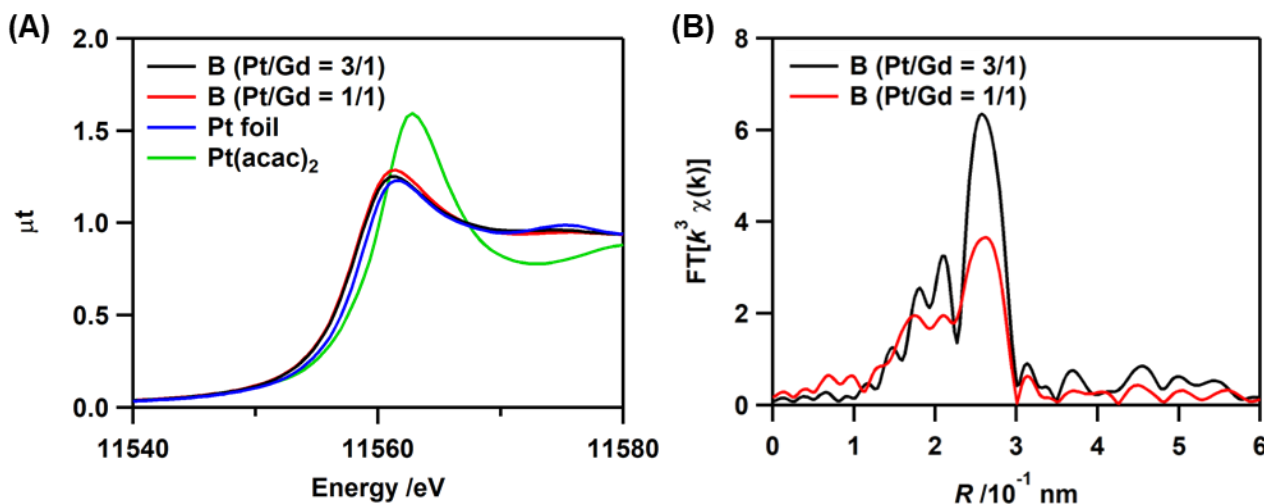 (A)
2.0
1.5
1.0
0.5
0.0
μt
B (Pt/Gd = 3/1)
B (Pt/Gd = 1/1)
Pt foil
Pt(acac)₂
11540
11560
11580
Energy /eV
(B)
8
6
4
2
0
FT[k³ χ(k)]
B (Pt/Gd = 3/1)
B (Pt/Gd = 1/1)
0 1 2 3 4 5 6
R /10⁻¹ nm